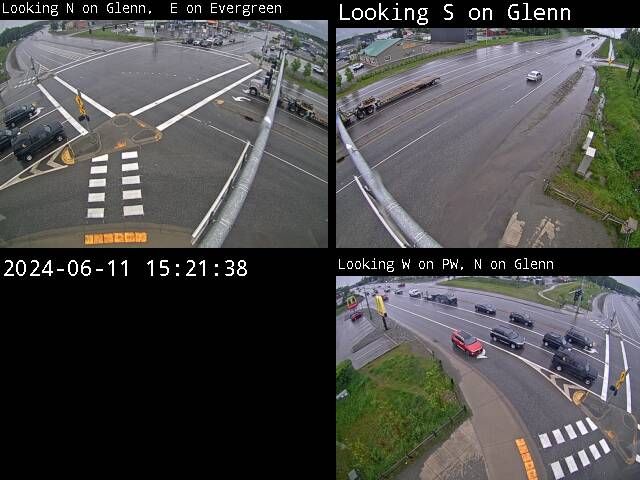 Looking N on Glenn,  E on Evergreen
Looking S on Glenn
2024-06-11 15:21:38
Looking W on PW, N on Glenn